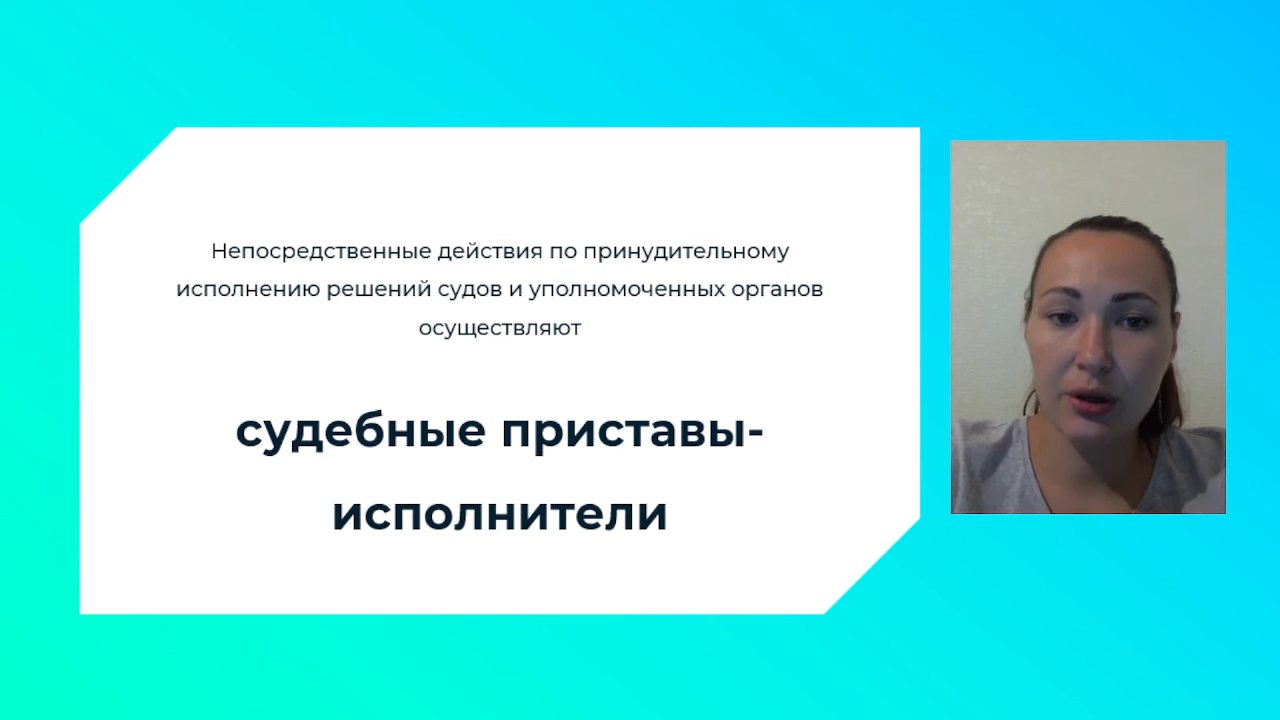 Непосредственные действия по принудительному
исполнению решений судов и уполномоченных органов
осуществляют
судебные приставы-
исполнители